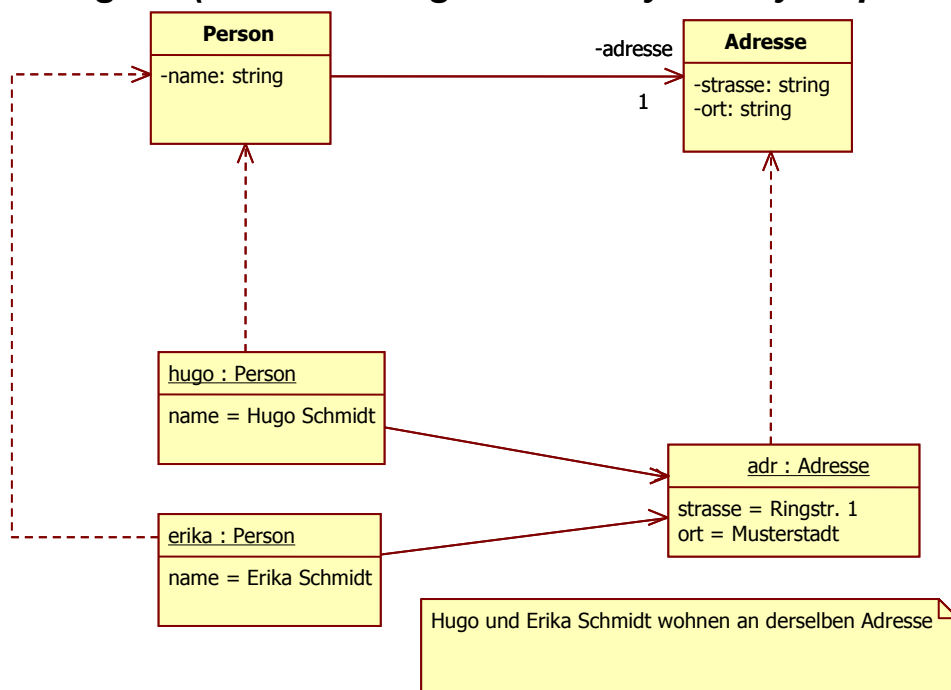 Person
-name: string
-adresse
1
Adresse
-strasse: string
-ort: string
hugo : Person
name = Hugo Schmidt
adr : Adresse
strasse = Ringstr. 1
ort = Musterstadt
erika : Person
name = Erika Schmidt
Hugo und Erika Schmidt wohnen an derselben Adresse